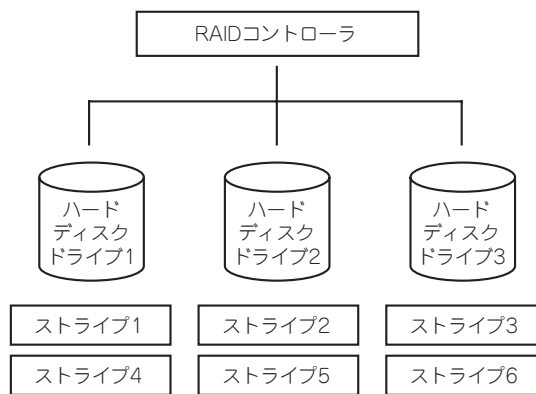 RAIDコントローラ
ハード
ディスク
ドライブ1
ハード
ディスク
ドライブ2
ハード
ディスク
ドライブ3
ストライプ1
ストライプ2
ストライプ3
ストライプ4
ストライプ5
ストライプ6